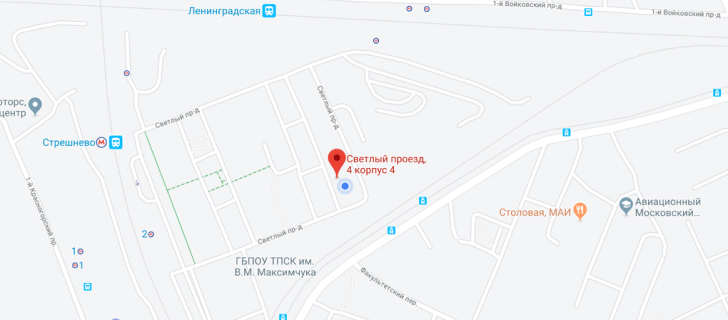 Ленинградская
1-й Войковский пр-д
1-й Войковский пр-д
Светлый пр-д
Светлый пр-д
торс,
центр
Стрешнево
Светлый проезд,
4 корпус 4
1-й Красногорский пр.
Столовая, МАИ
Авиационный
Московский...
2
Светлый пр-д
1
1
ГБПОУ ТПСК им.
В.М. Максимчука
Факультетский пер.